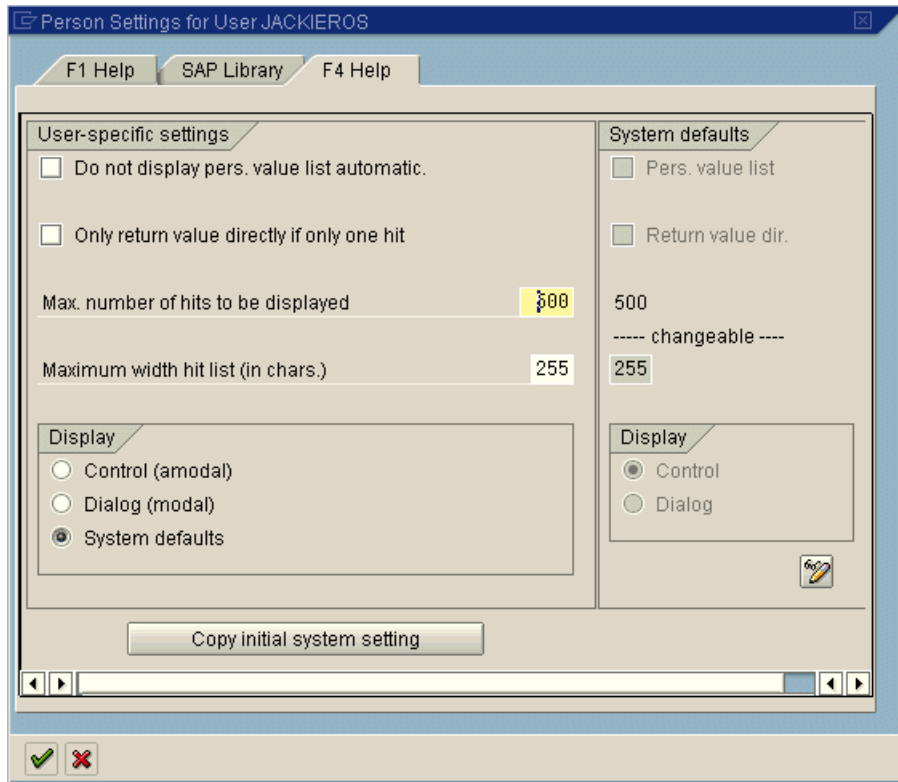 Person Settings for User JACKIEROS
F1 Help SAP Library F4 Help
User-specific settings System defaults
Do not display pers. value list automatic. Pers. value list
Only return value directly if only one hit Return value dir.
Max. number of hits to be displayed 500 500
----- changeable ----
Maximum width hit list (in chars.) 255 255
Display Display
Control (amodal) Control
Dialog (modal) Dialog
System defaults
Copy initial system setting